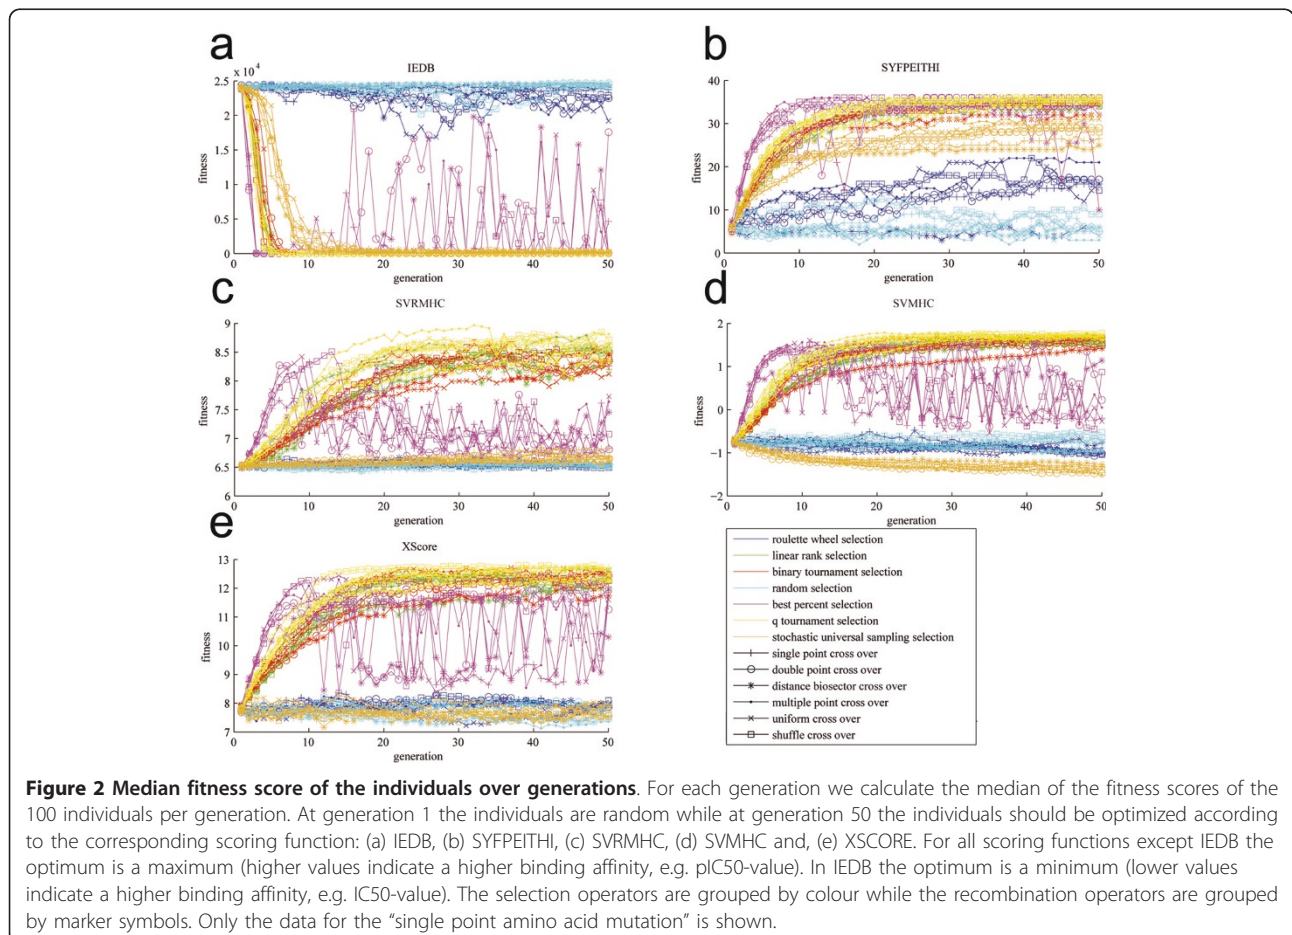 a
x 10^4
IEDB
2.5
2
1.5
1
0.5
0
0 10 20 30 40 50
fitness
generation
b
SYFPEITHI
40
30
20
10
0
0 10 20 30 40 50
fitness
generation
c
SVRMHC
9
8.5
8
7.5
7
6.5
6
0 10 20 30 40 50
fitness
generation
d
SVMHC
2
1
0
−1
−2
0 10 20 30 40 50
fitness
generation
e
XScore
13
12
11
10
9
8
7
0 10 20 30 40 50
fitness
generation
roulette wheel selection
linear rank selection
binary tournament selection
random selection
best percent selection
q tournament selection
stochastic universal sampling selection
single point cross over
double point cross over
distance biosector cross over
multiple point cross over
uniform cross over
shuffle cross over
Figure 2 Median fitness score of the individuals over generations. For each generation we calculate the median of the fitness scores of the
100 individuals per generation. At generation 1 the individuals are random while at generation 50 the individuals should be optimized according
to the corresponding scoring function: (a) IEDB, (b) SYFPEITHI, (c) SVRMHC, (d) SVMHC and, (e) XSCORE. For all scoring functions except IEDB the
optimum is a maximum (higher values indicate a higher binding affinity, e.g. pIC50-value). In IEDB the optimum is a minimum (lower values
indicate a higher binding affinity, e.g. IC50-value). The selection operators are grouped by colour while the recombination operators are grouped
by marker symbols. Only the data for the “single point amino acid mutation” is shown.